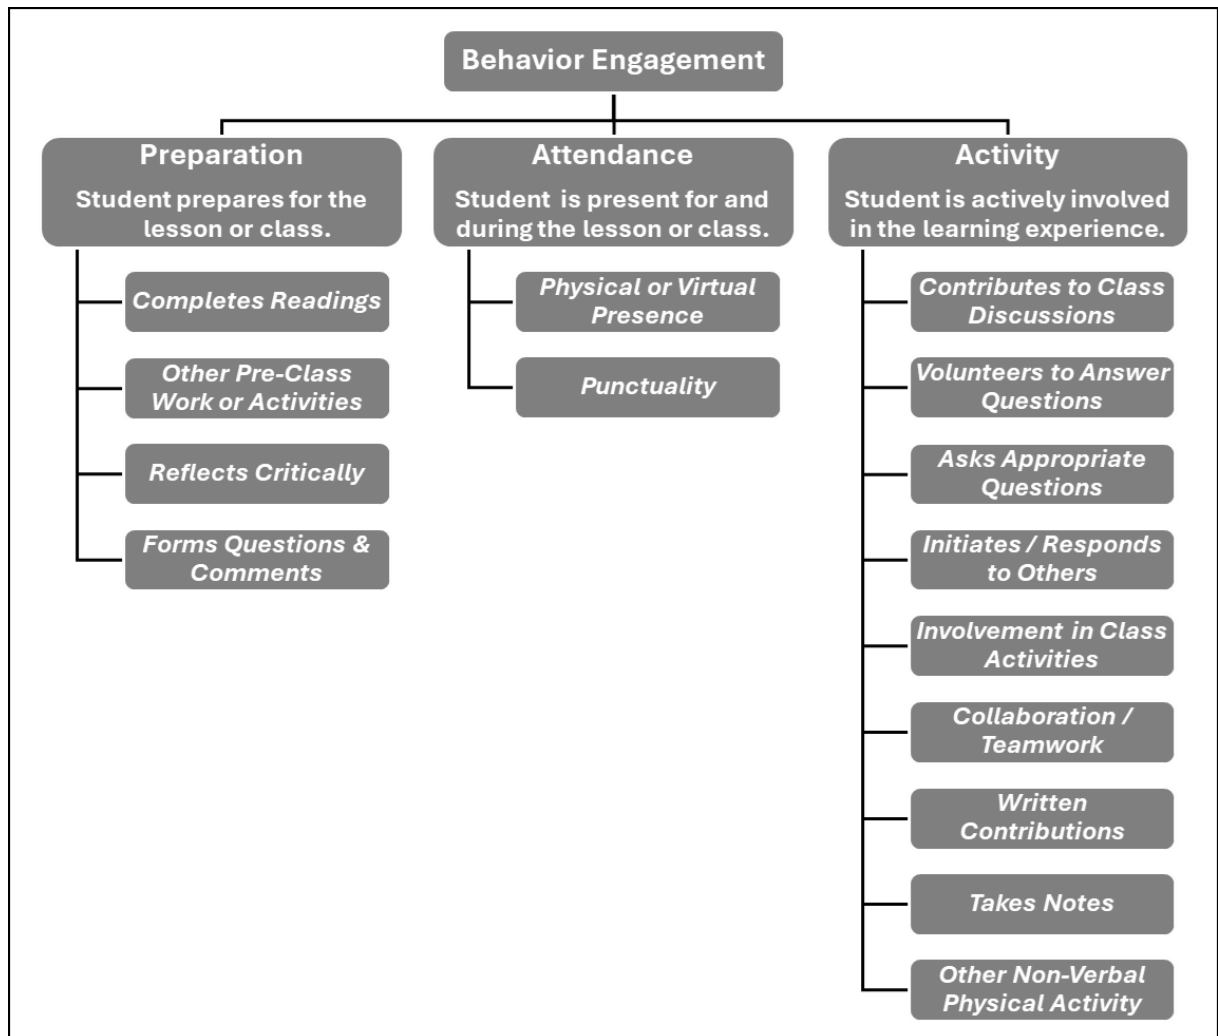 Behavior Engagement
Preparation
Student prepares for the
lesson or class.
Completes Readings
Other Pre-Class
Work or Activities
Reflects Critically
Forms Questions &
Comments
Attendance
Student is present for and
during the lesson or class.
Physical or Virtual
Presence
Punctuality
Activity
Student is actively involved
in the learning experience.
Contributes to Class
Discussions
Volunteers to Answer
Questions
Asks Appropriate
Questions
Initiates / Responds
to Others
Involvement in Class
Activities
Collaboration /
Teamwork
Written
Contributions
Takes Notes
Other Non-Verbal
Physical Activity